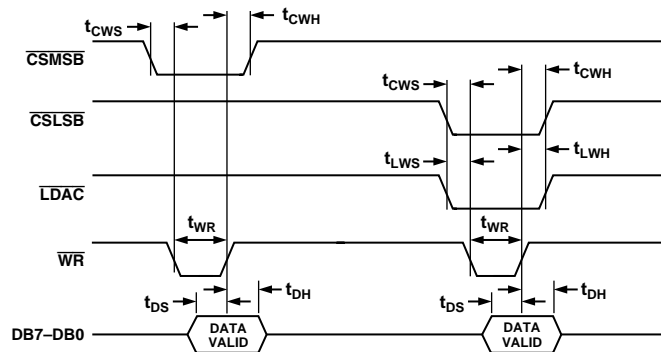 tCWS tCWH
CSMSB
tCWS tCWH
CSLSB
tLWS tLWH
LDAC
tWR tWR
WR
tDS tDH tDS tDH
DB7–DB0 DATA VALID DATA VALID